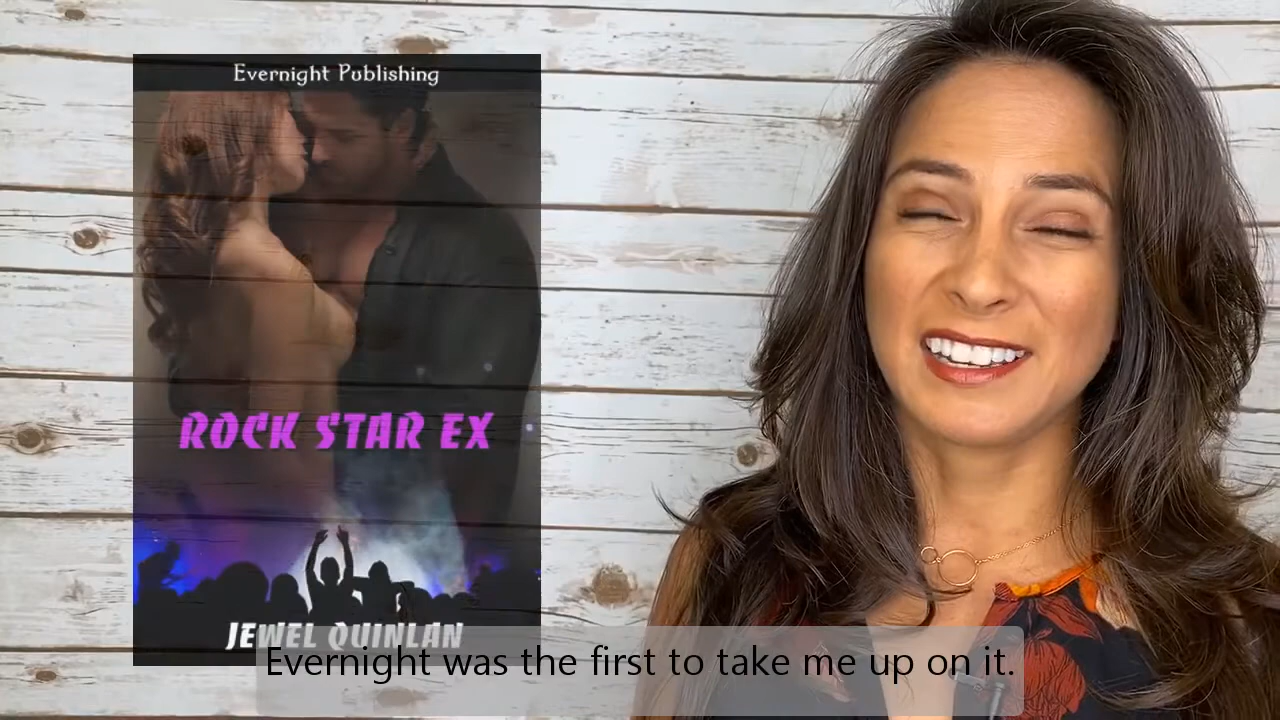 Evernight Publishing
ROCK STAR EX
JEWEL QUINLAN
Evernight was the first to take me up on it.